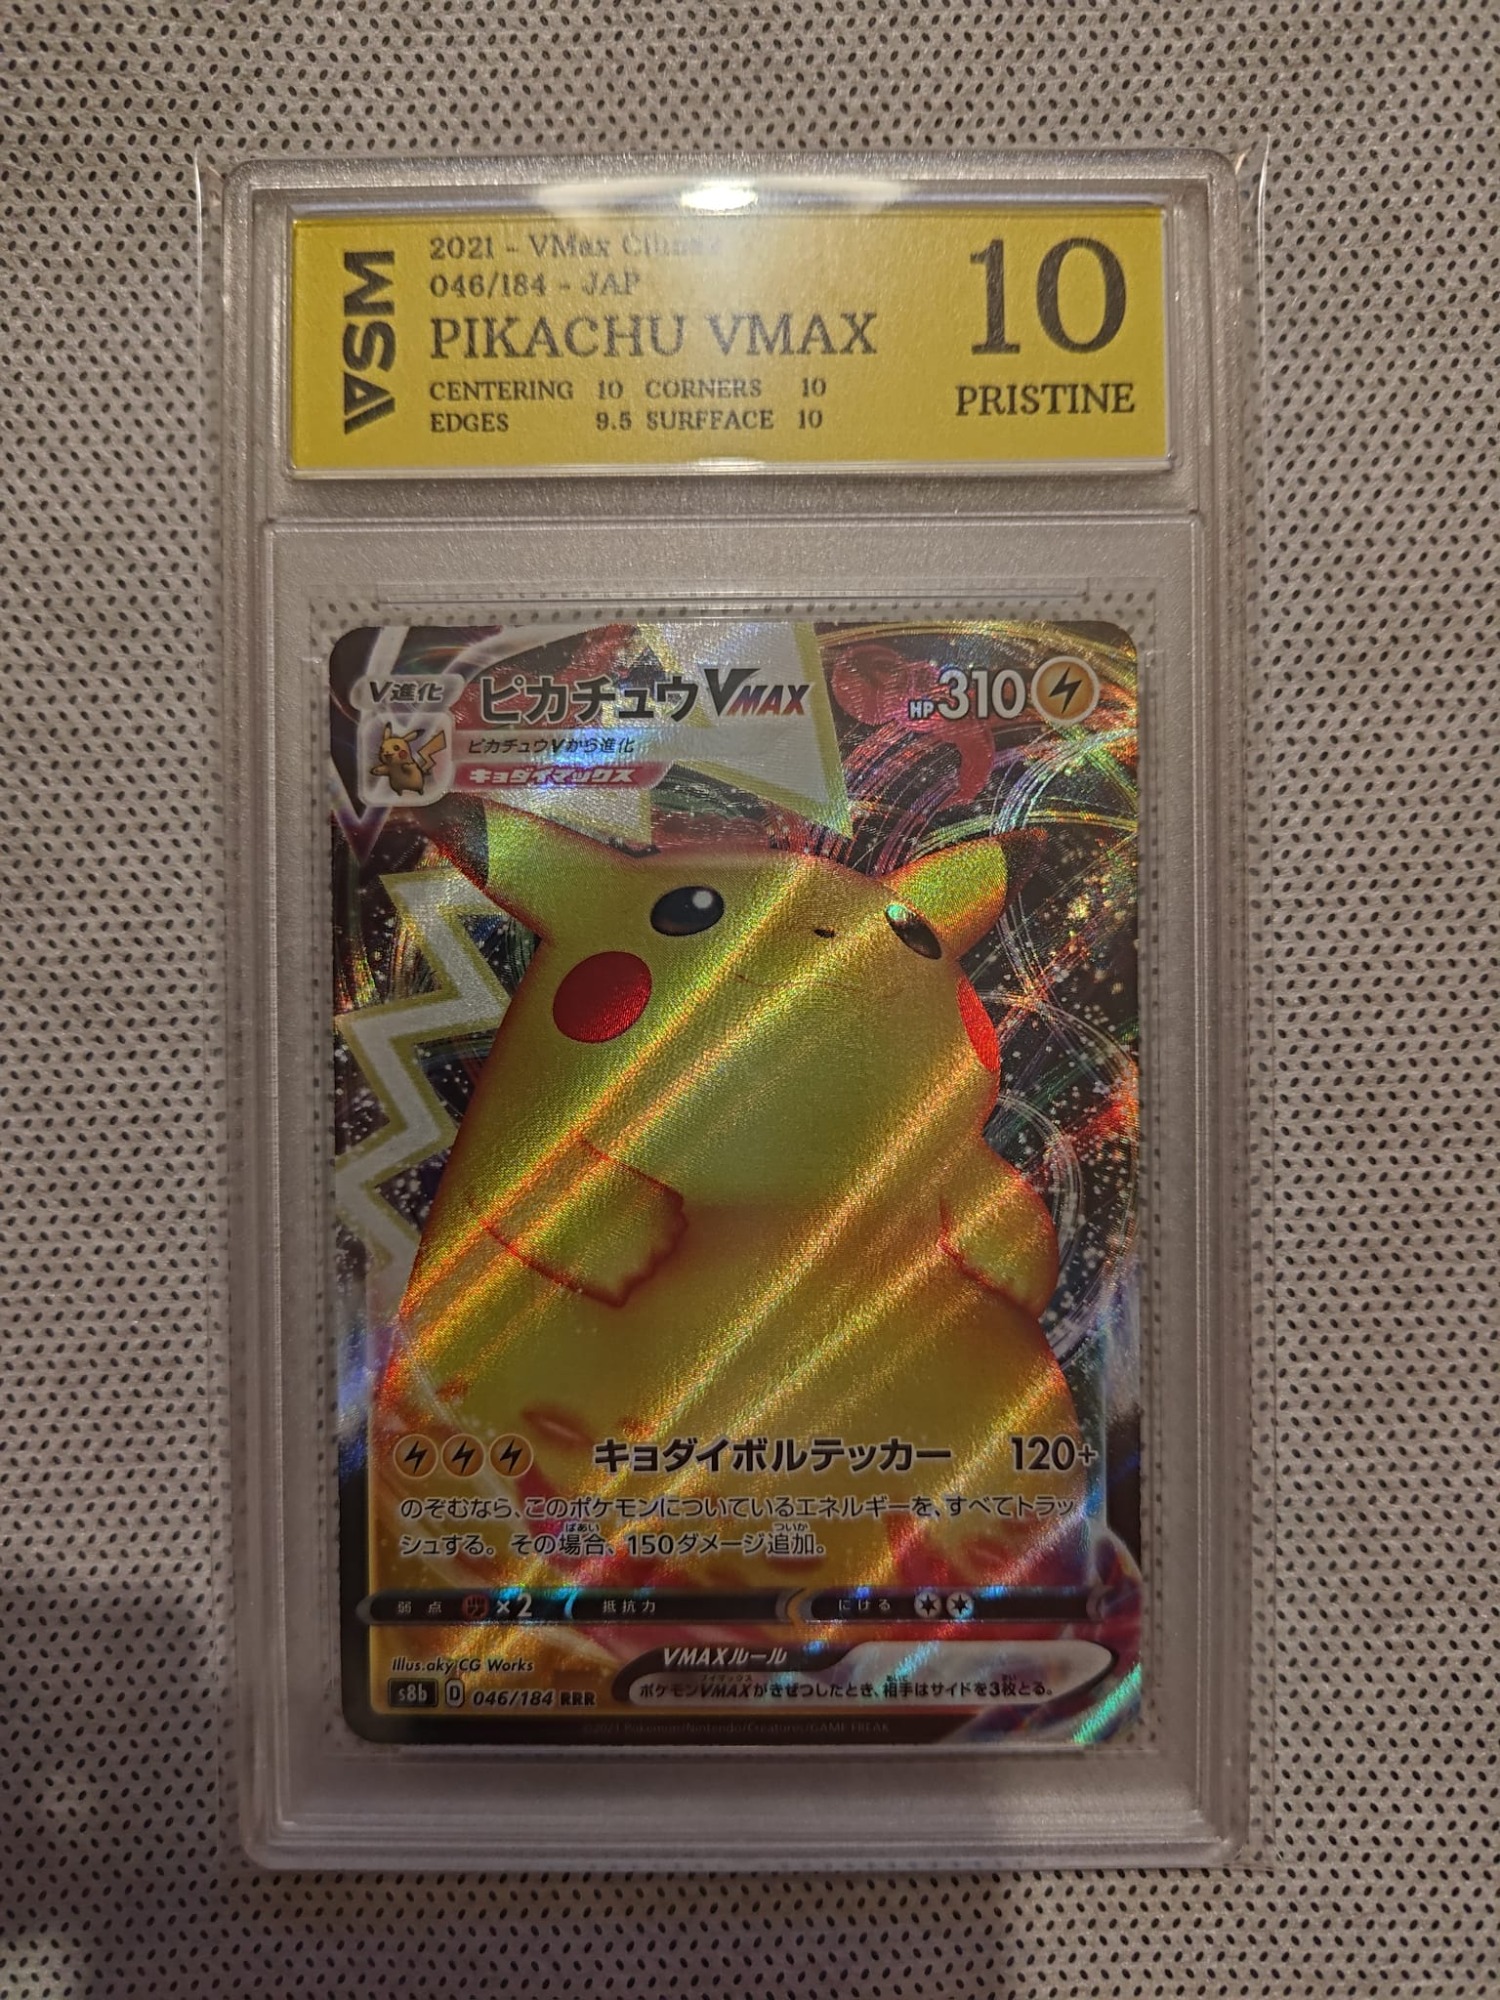 ASM
2021 - VMax Climax
046/184 - JAP
PIKACHU VMAX
CENTERING 10 CORNERS 10
EDGES 9.5 SURFFACE 10
10
PRISTINE
V進化
ピカチュウVMAX
HP310
ピカチュウVから進化
キョダイマックス
キョダイボルテッカー 120+
のぞむなら、このポケモンについているエネルギーを、すべてトラッ
シュする。その場合、150ダメージ追加。
弱点 ×2 抵抗力 にげる
Illus.aky CG Works
VMAXルール
ポケモンVMAXがきぜつしたとき、相手はサイドを3枚とる。
s8b D 046/184 RRR
©2021 Pokémon/Nintendo/Creatures/GAME FREAK